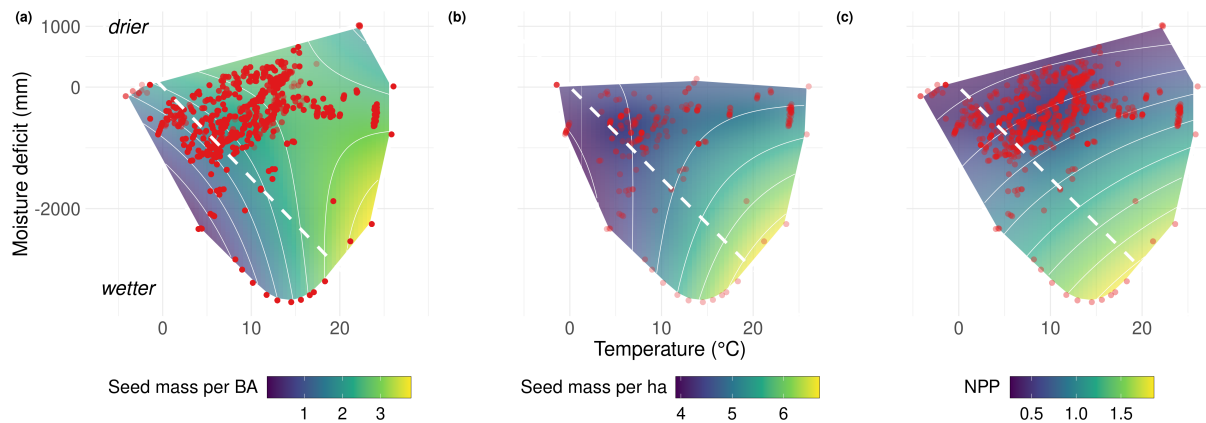 (a)
(b)
(c)
drier
wetter
Moisture deficit (mm)
1000
0
-2000
0
10
20
0
10
20
0
10
20
Temperature (°C)
Seed mass per BA
1
2
3
Seed mass per ha
4
5
6
NPP
0.5
1.0
1.5